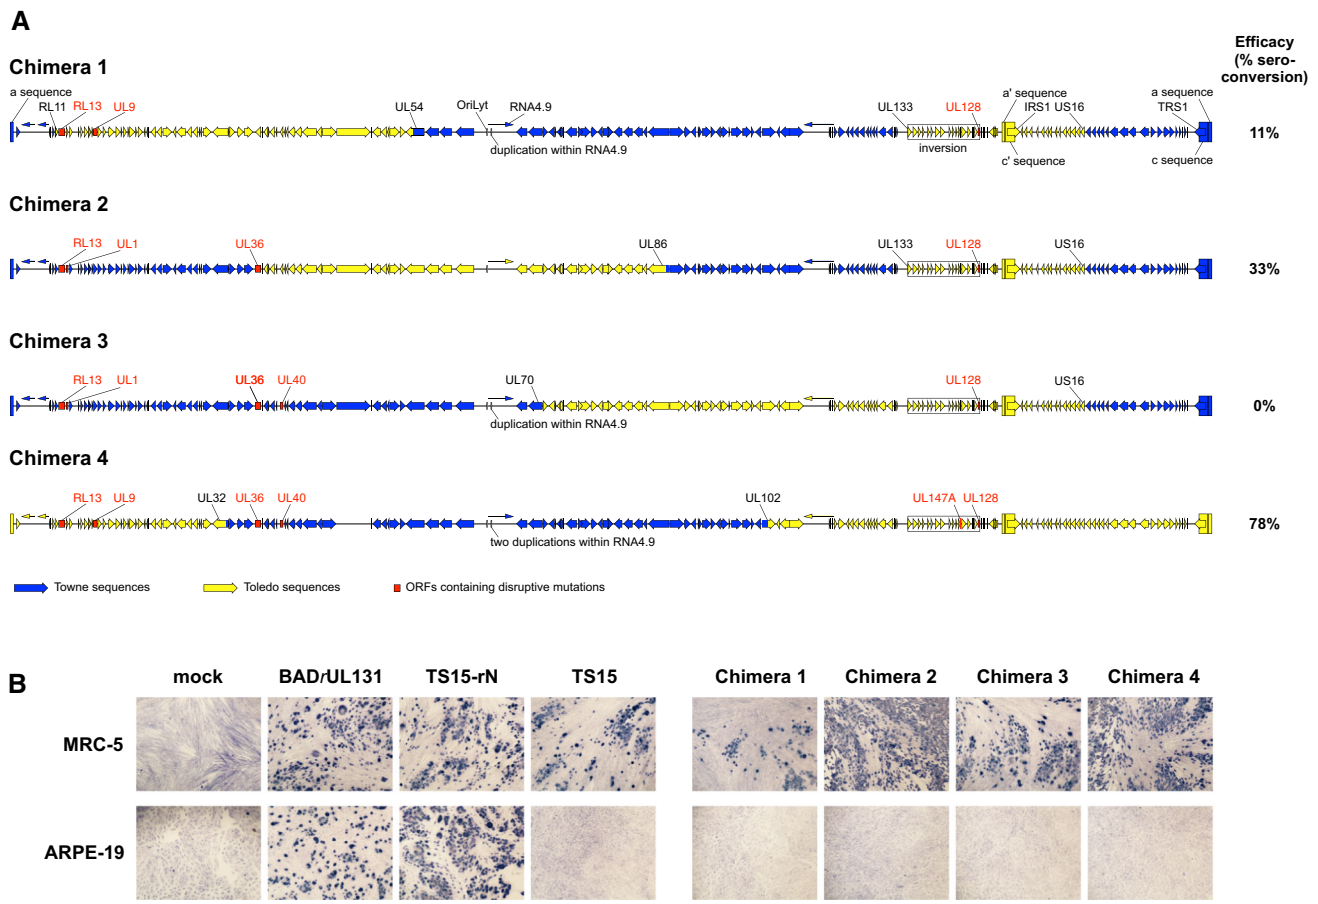 A
Efficacy
(% sero-
conversion)
Chimera 1
a sequence
RL11 RL13 UL9 UL54 OriLyt RNA4.9 UL133 UL128 a' sequence IRS1 US16 a sequence TRS1
duplication within RNA4.9
inversion
c' sequence
c sequence
11%
Chimera 2
RL13 UL1 UL36 UL86 UL133 UL128 US16
33%
Chimera 3
RL13 UL1 UL36 UL40 UL70 UL128 US16
duplication within RNA4.9
0%
Chimera 4
RL13 UL9 UL32 UL36 UL40 UL102 UL147A UL128
two duplications within RNA4.9
78%
Towne sequences Toledo sequences ORFs containing disruptive mutations
B
mock BADrUL131 TS15-rN TS15 Chimera 1 Chimera 2 Chimera 3 Chimera 4
MRC-5
ARPE-19